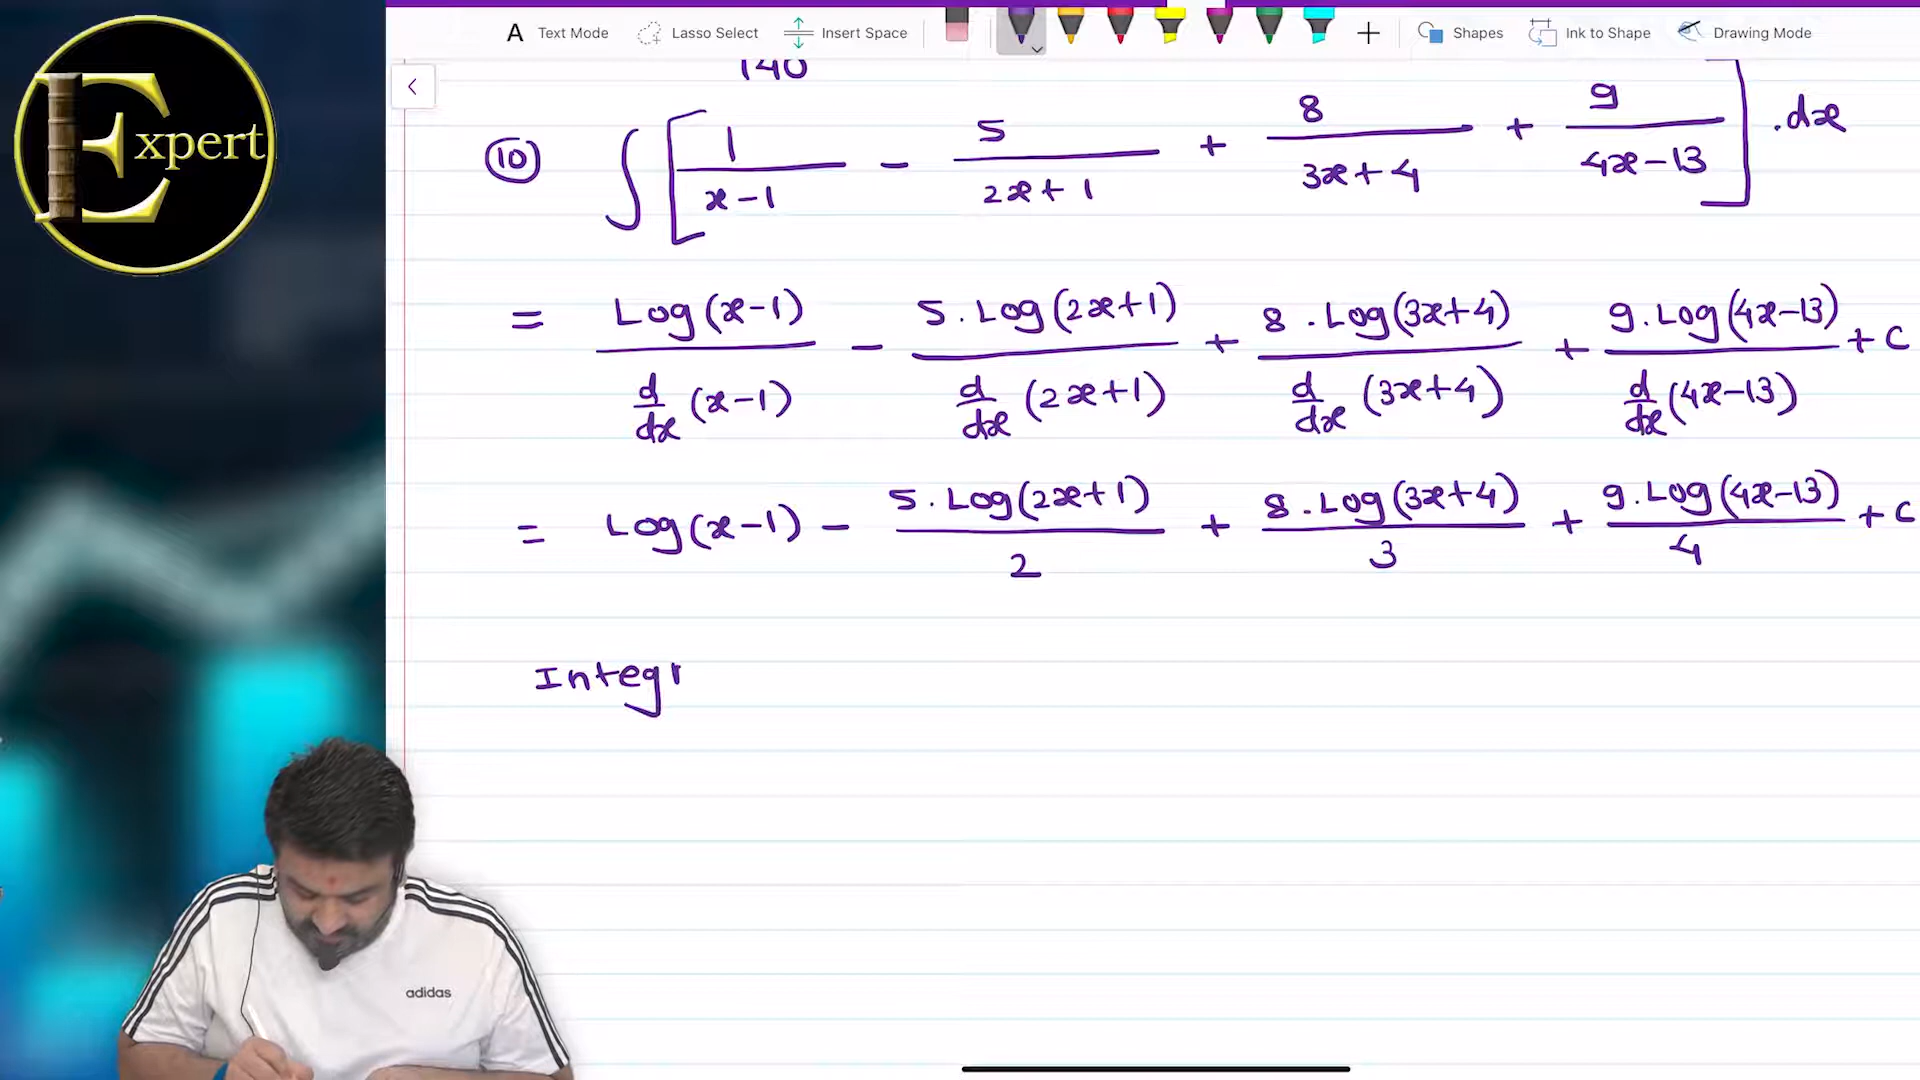 Expert
A Text Mode Lasso Select Insert Space Shapes Ink to Shape Drawing Mode
140
⑩ ∫ [ 1/(x-1) - 5/(2x+1) + 8/(3x+4) + 9/(4x-13) ] . dx
= Log(x-1) / d/dx (x-1) - 5.Log(2x+1) / d/dx (2x+1) + 8.Log(3x+4) / d/dx (3x+4) + 9.Log(4x-13) / d/dx (4x-13) + c
= Log(x-1) - 5.Log(2x+1) / 2 + 8.Log(3x+4) / 3 + 9.Log(4x-13) / 4 + c
Integr
adidas